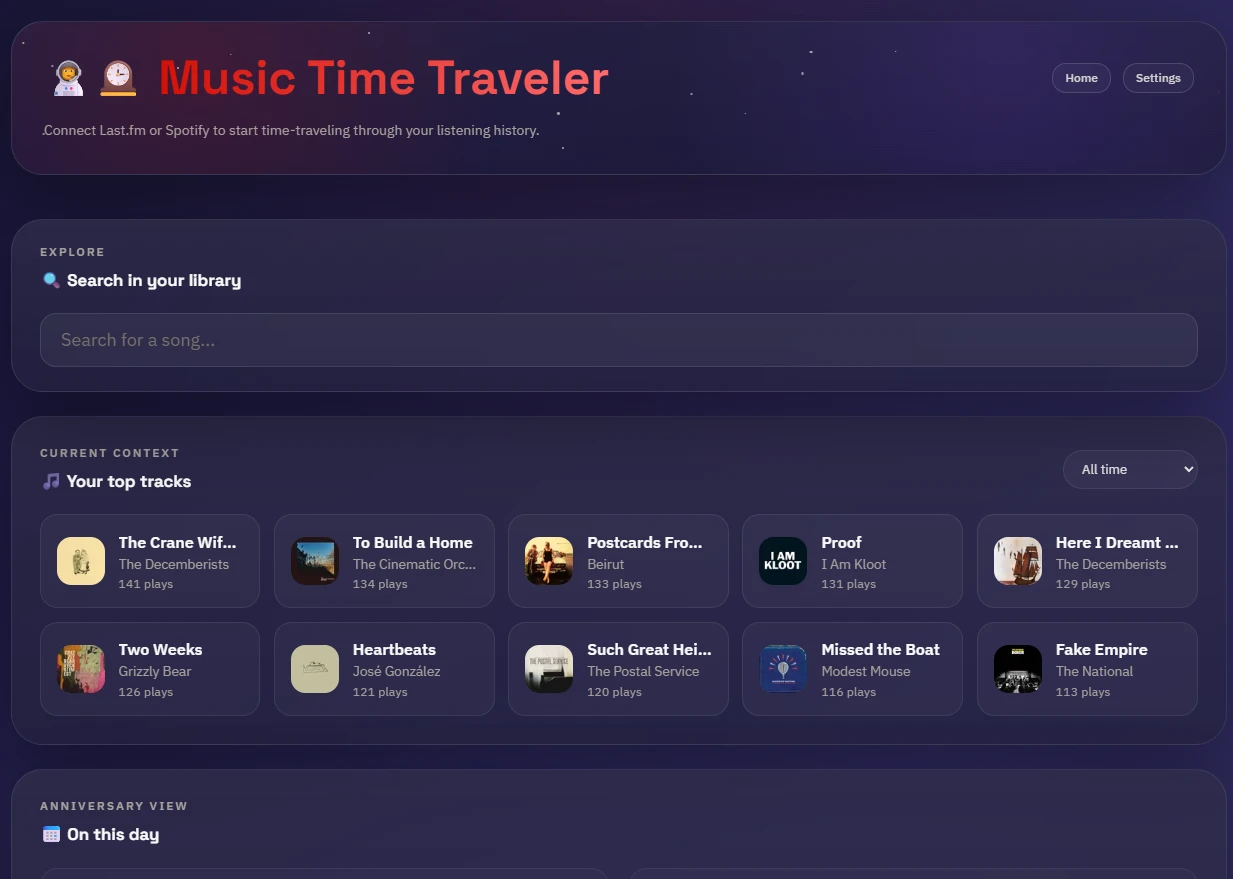 Music Time Traveler
Home
Settings
Connect Last.fm or Spotify to start time-traveling through your listening history.
EXPLORE
Search in your library
Search for a song...
CURRENT CONTEXT
Your top tracks
All time
The Crane Wif...
The Decemberists
141 plays
To Build a Home
The Cinematic Orc...
134 plays
Postcards Fro...
Beirut
133 plays
I AM
KLOOT
Proof
I Am Kloot
131 plays
Here I Dreamt ...
The Decemberists
129 plays
Two Weeks
Grizzly Bear
126 plays
Heartbeats
José González
121 plays
THE POSTAL SERVICE
Such Great Hei...
The Postal Service
120 plays
Missed the Boat
Modest Mouse
116 plays
Fake Empire
The National
113 plays
ANNIVERSARY VIEW
On this day